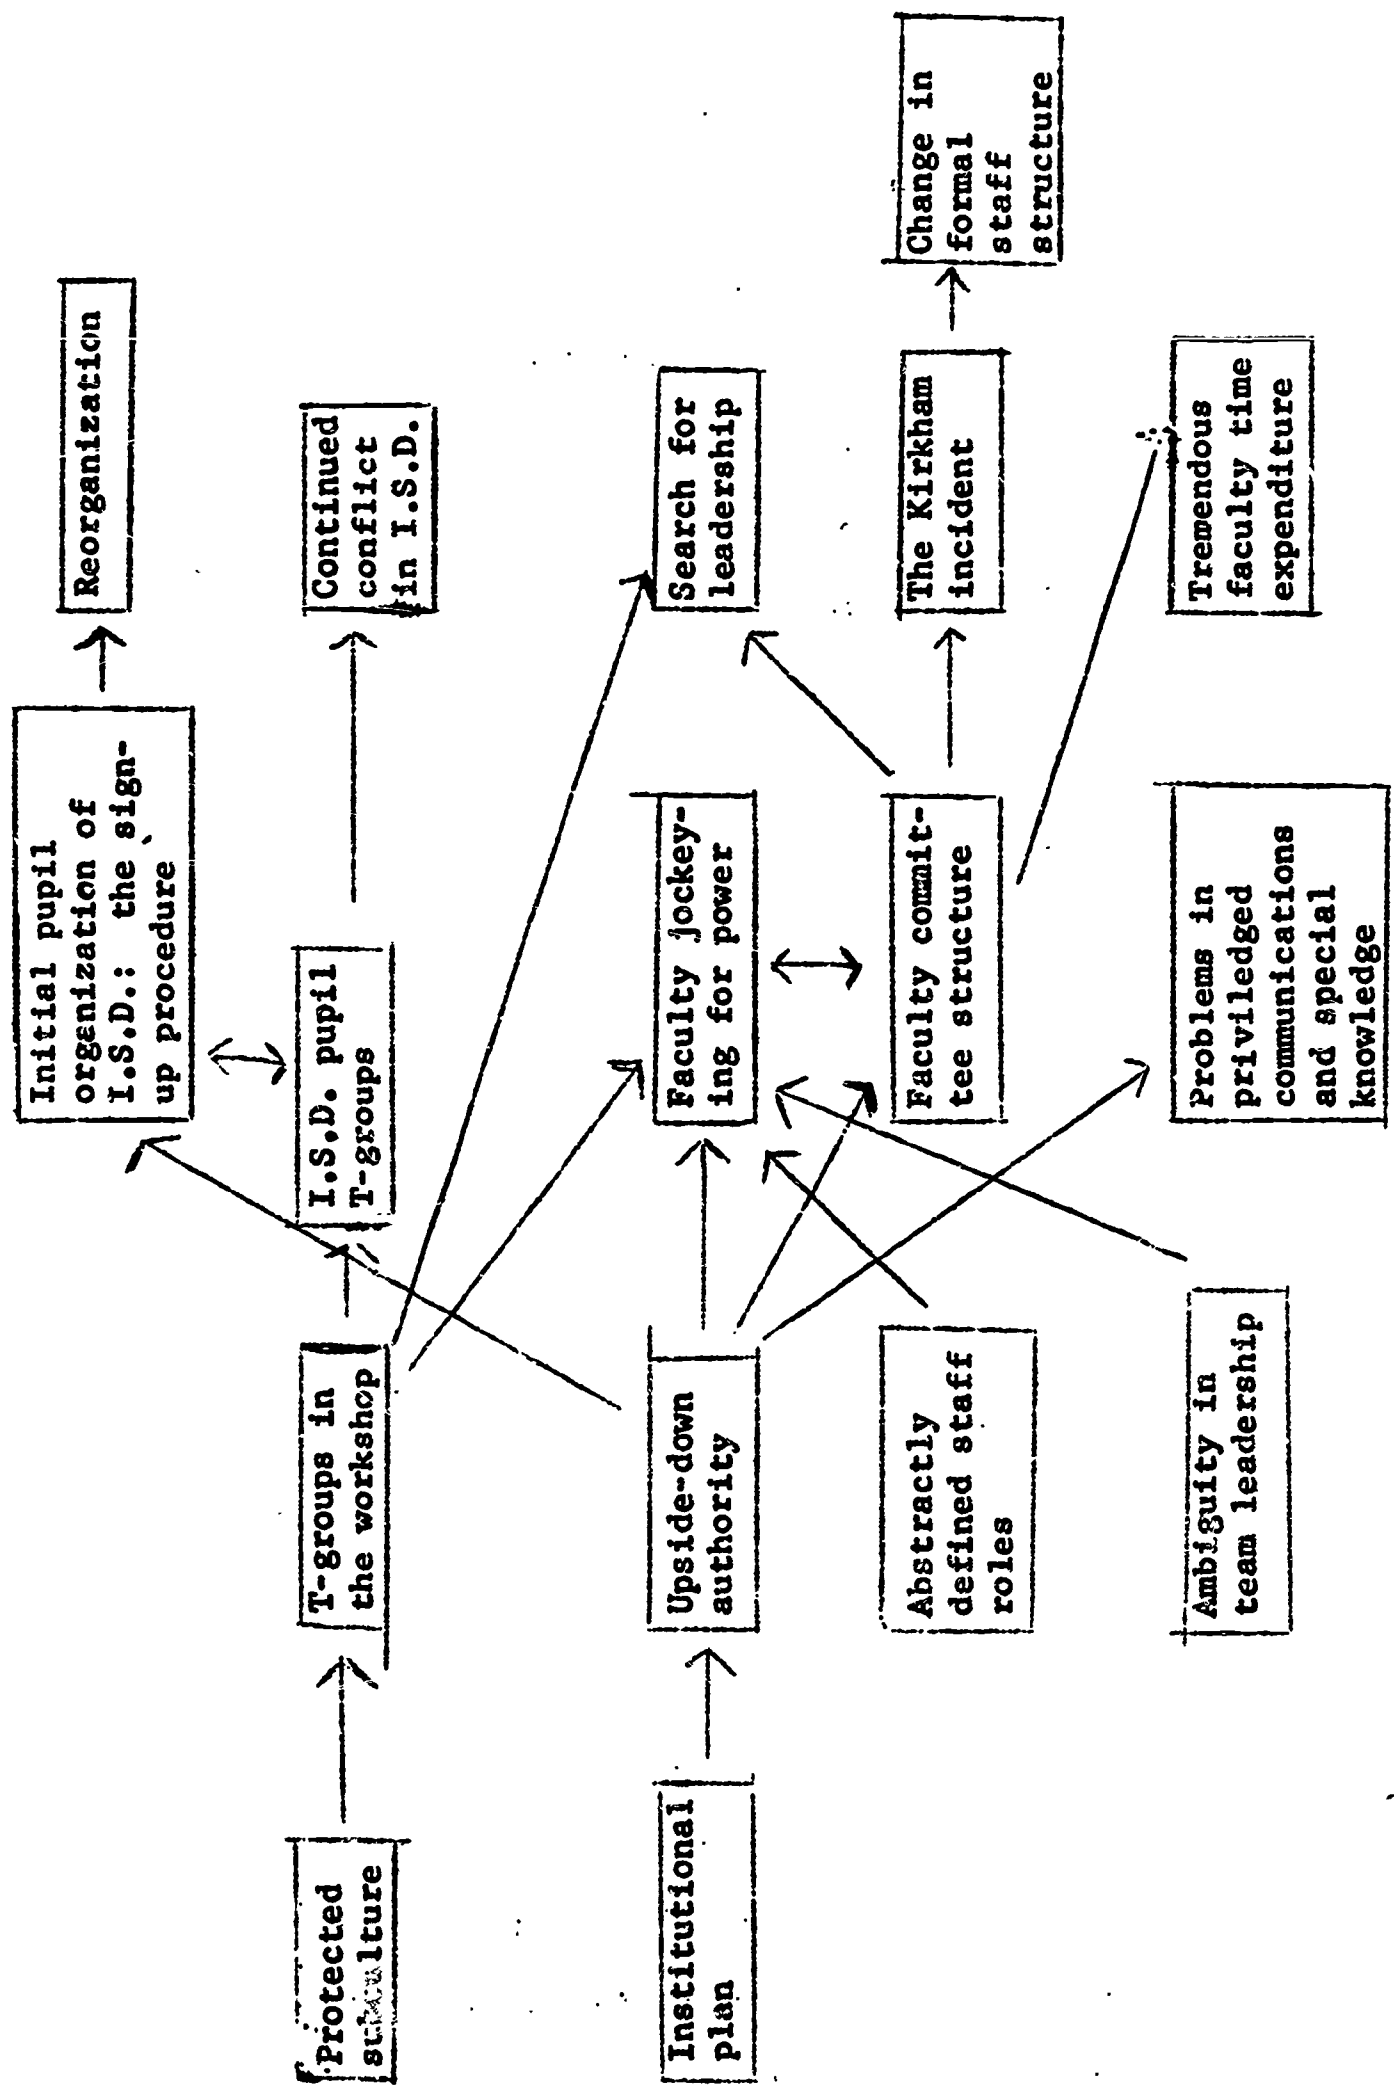 Initial pupil
organization of
I.S.D.: the sign-
up procedure
Reorganization
Protected
subculture
T-groups in
the workshop
I.S.D. pupil
T-groups
Continued
conflict
in I.S.D.
Institutional
plan
Upside-down
authority
Faculty jockey-
ing for power
Search for
leadership
Abstractly
defined staff
roles
Faculty commit-
tee structure
The Kirkham
incident
Change in
formal
staff
structure
Ambiguity in
team leadership
Problems in
priviledged
communications
and special
knowledge
Tremendous
faculty time
expenditure